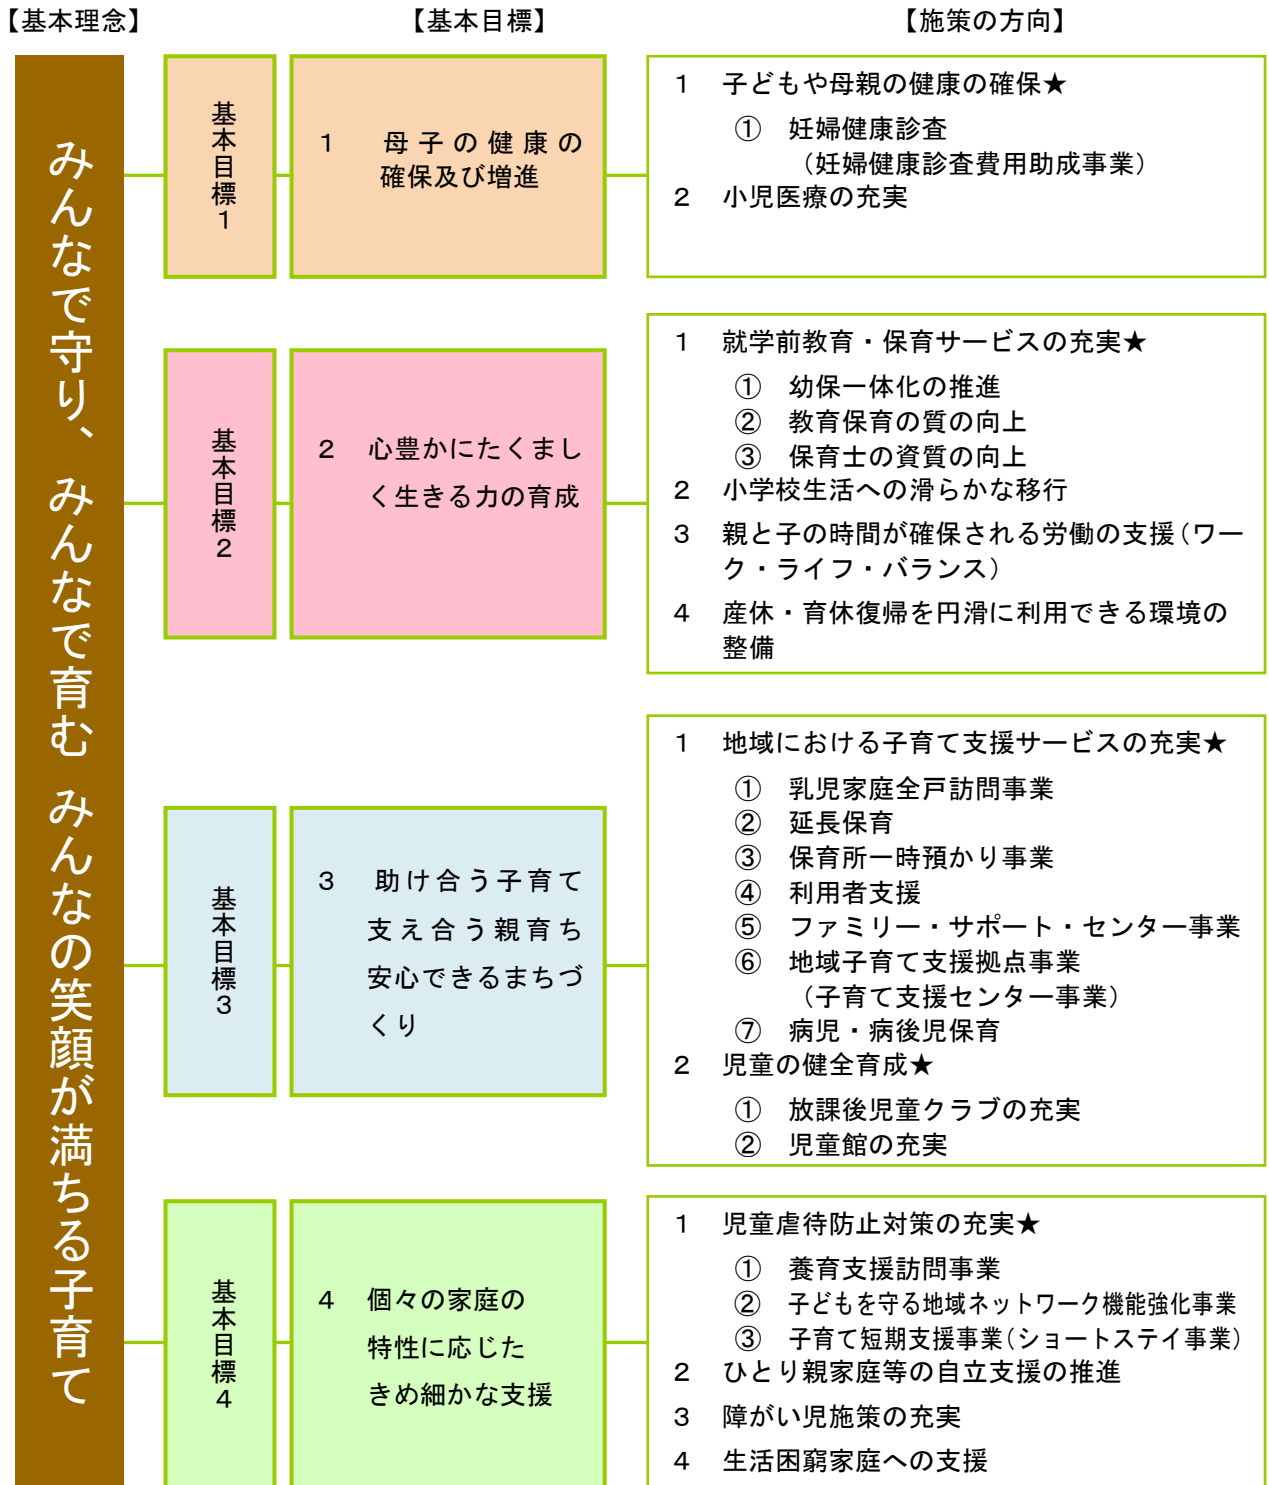 【基本理念】
【基本目標】
【施策の方向】
みんなで守り、みんなで育む みんなの笑顔が満ちる子育て
基本目標1
1 母子の健康の
確保及び増進
1 子どもや母親の健康の確保★
① 妊婦健康診査
（妊婦健康診査費用助成事業）
2 小児医療の充実
基本目標2
2 心豊かにたくまし
く生きる力の育成
1 就学前教育・保育サービスの充実★
① 幼保一体化の推進
② 教育保育の質の向上
③ 保育士の資質の向上
2 小学校生活への滑らかな移行
3 親と子の時間が確保される労働の支援（ワー
ク・ライフ・バランス）
4 産休・育休復帰を円滑に利用できる環境の
整備
基本目標3
3 助け合う子育て
支え合う親育ち
安心できるまちづ
くり
1 地域における子育て支援サービスの充実★
① 乳児家庭全戸訪問事業
② 延長保育
③ 保育所一時預かり事業
④ 利用者支援
⑤ ファミリー・サポート・センター事業
⑥ 地域子育て支援拠点事業
（子育て支援センター事業）
⑦ 病児・病後児保育
2 児童の健全育成★
① 放課後児童クラブの充実
② 児童館の充実
基本目標4
4 個々の家庭の
特性に応じた
きめ細かな支援
1 児童虐待防止対策の充実★
① 養育支援訪問事業
② 子どもを守る地域ネットワーク機能強化事業
③ 子育て短期支援事業（ショートステイ事業）
2 ひとり親家庭等の自立支援の推進
3 障がい児施策の充実
4 生活困窮家庭への支援